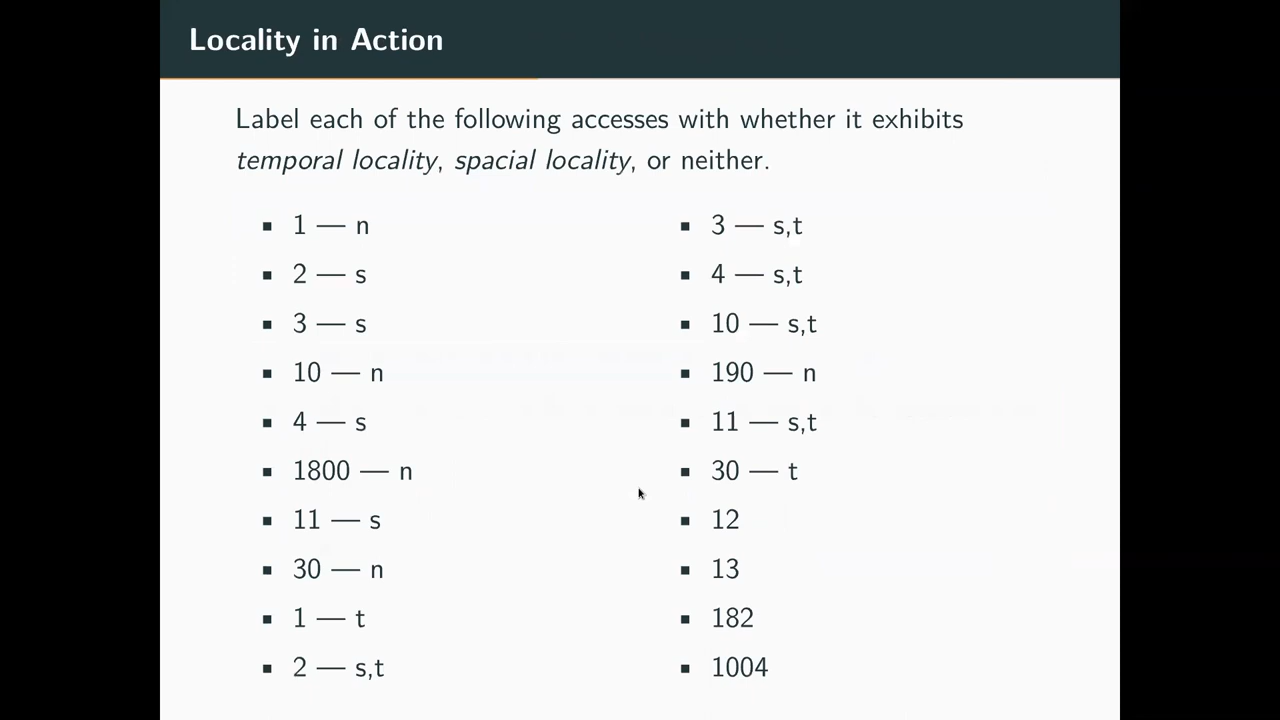 Locality in Action
Label each of the following accesses with whether it exhibits
temporal locality, spacial locality, or neither.
1 — n
2 — s
3 — s
10 — n
4 — s
1800 — n
11 — s
30 — n
1 — t
2 — s,t
3 — s,t
4 — s,t
10 — s,t
190 — n
11 — s,t
30 — t
12
13
182
1004